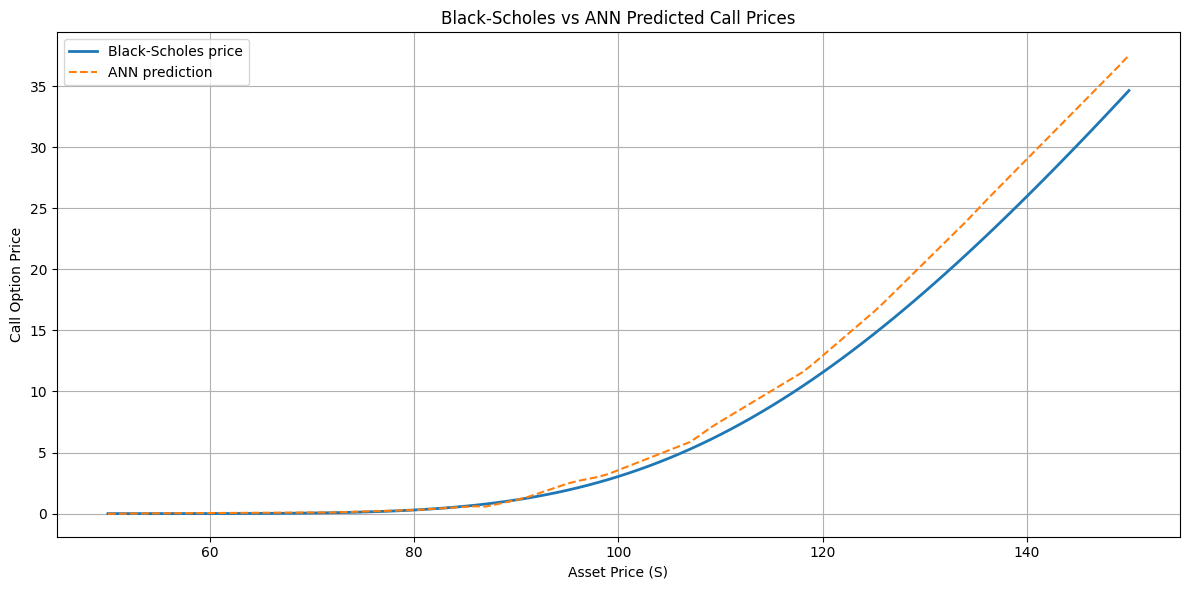 Black-Scholes vs ANN Predicted Call Prices
Black-Scholes price
ANN prediction
Call Option Price
35
30
25
20
15
10
5
0
60
80
100
120
140
Asset Price (S)